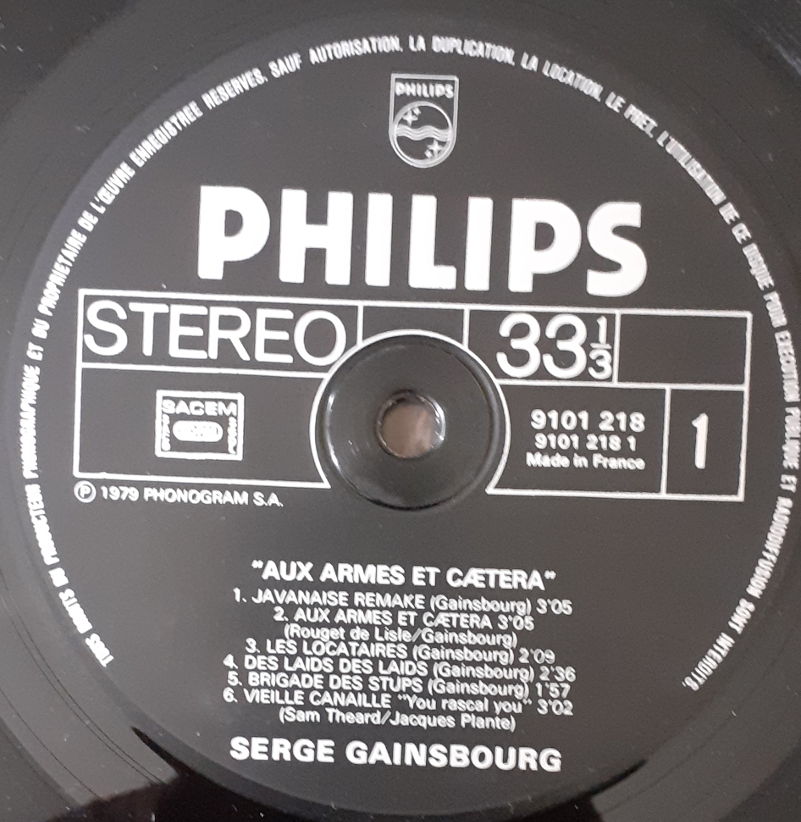 TOUS DROITS DU PRODUCTEUR PHONOGRAPHIQUE ET DU PROPRIETAIRE DE L'ŒUVRE ENREGISTREE RESERVES. SAUF AUTORISATION, LA DUPLICATION, LA LOCATION, LE PRET, L'UTILISATION DE CE DISQUE POUR EXECUTION PUBLIQUE ET RADIODIFFUSION SONT INTERDITS.
PHILIPS
PHILIPS
STEREO
33 1/3
SACEM
9101 218
9101 218 1
Made in France
1
Ⓟ 1979 PHONOGRAM S.A.
"AUX ARMES ET CÆTERA"
1. JAVANAISE REMAKE (Gainsbourg) 3'05
2. AUX ARMES ET CÆTERA 3'05
(Rouget de Lisle/Gainsbourg)
3. LES LOCATAIRES (Gainsbourg) 2'09
4. DES LAIDS DES LAIDS (Gainsbourg) 2'36
5. BRIGADE DES STUPS (Gainsbourg) 1'57
6. VIEILLE CANAILLE "You rascal you" 3'02
(Sam Theard/Jacques Plante)
SERGE GAINSBOURG